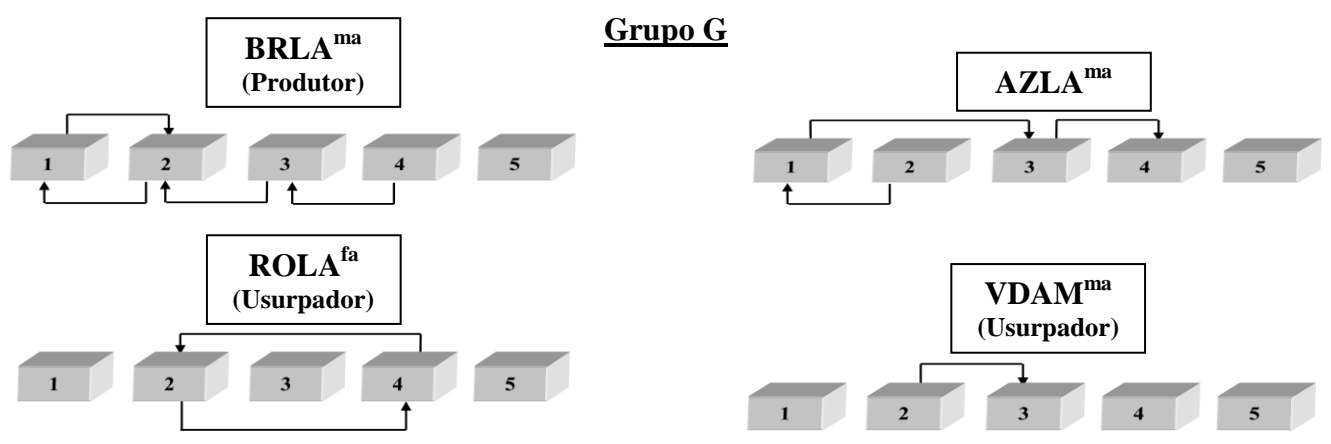 Grupo G
BRLA^ma
(Produtor)
1 2 3 4 5
AZLA^ma
1 2 3 4 5
ROLA^fa
(Usurpador)
1 2 3 4 5
VDAM^ma
(Usurpador)
1 2 3 4 5